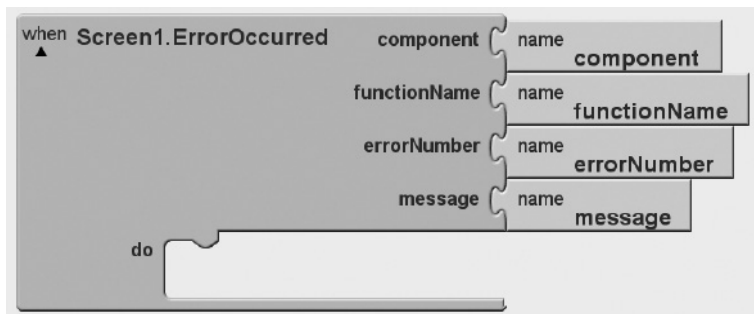 when Screen1.ErrorOccurred component name
component
functionName name
functionName
errorNumber name
errorNumber
message name
message
do